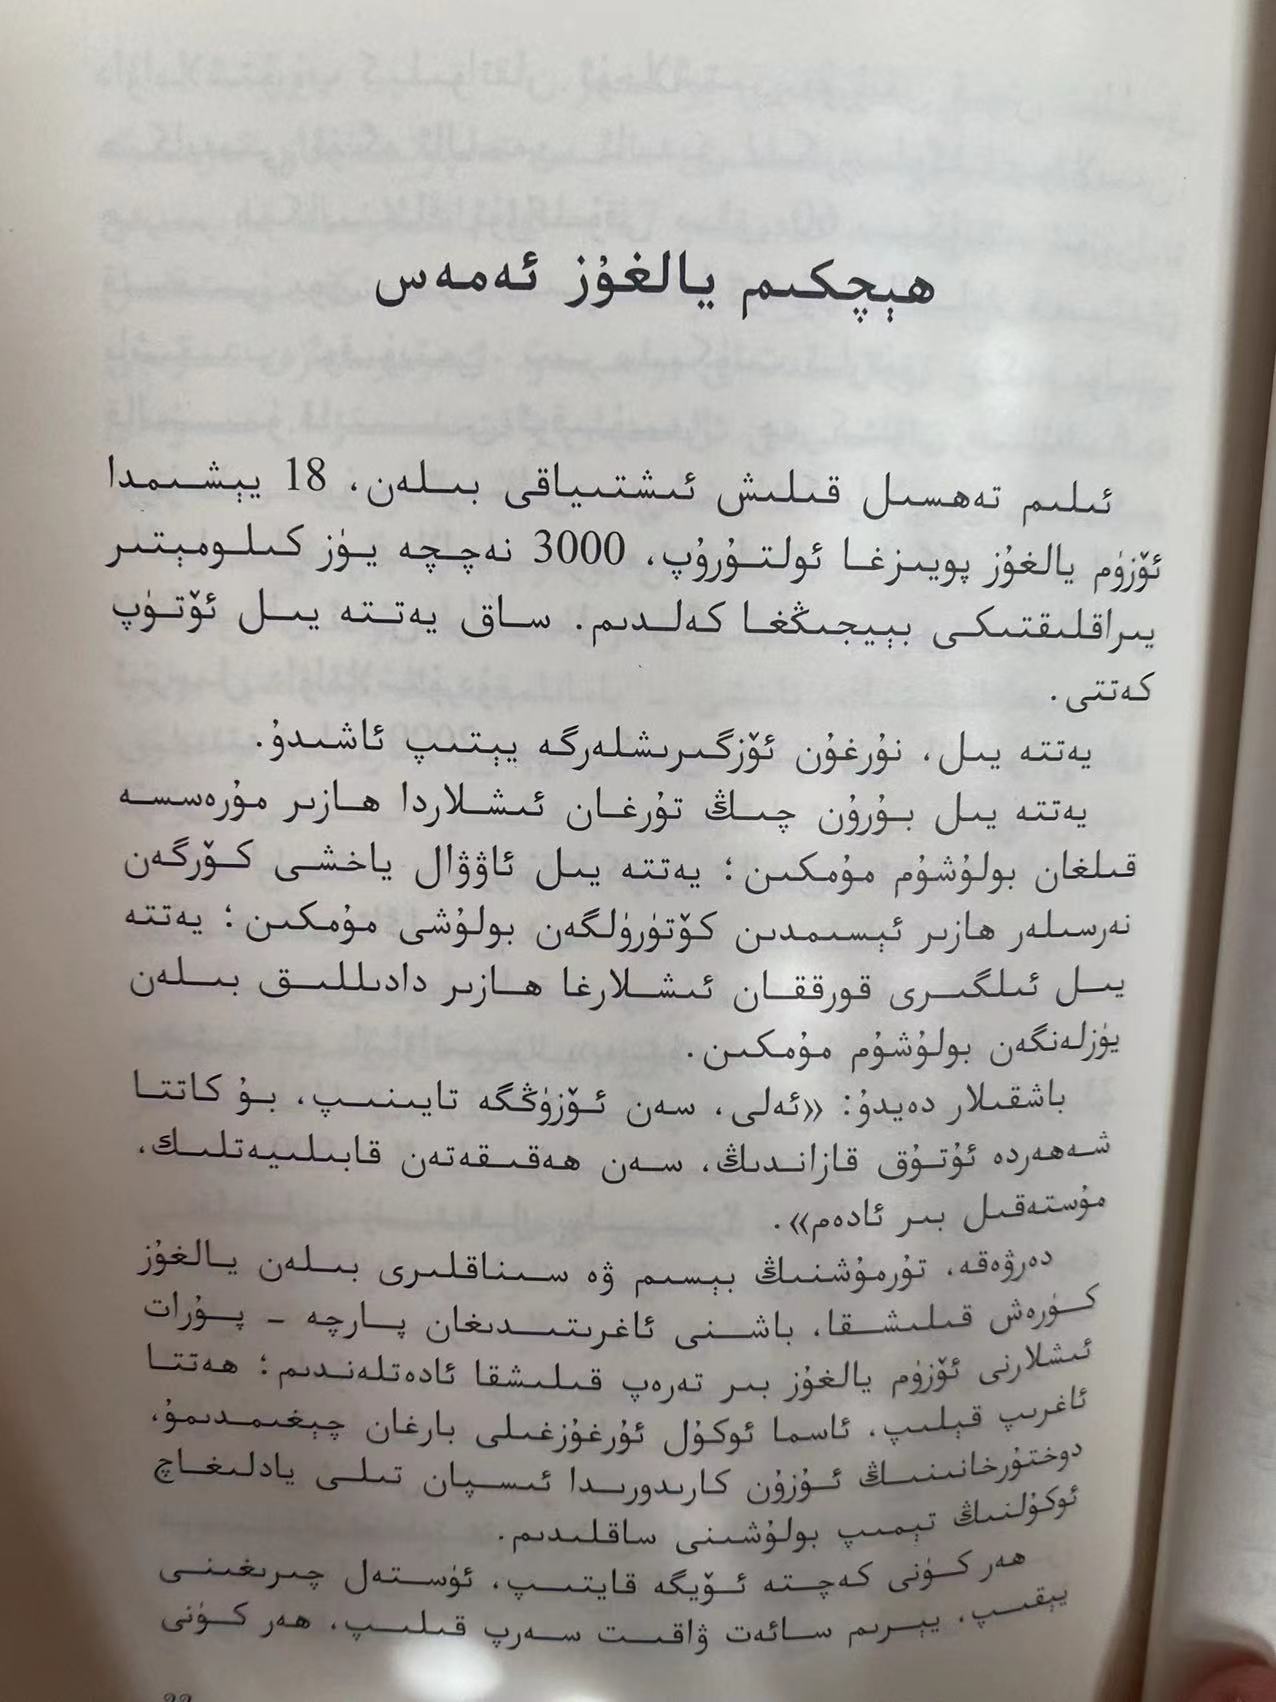 ھېچكىم يالغۇز ئەمەس
ئىلىم تەھسىل قىلىش ئىشتىياقى بىلەن، 18 يېشىمدا
ئۆزۈم يالغۇز پويىزغا ئولتۇرۇپ، 3000 نەچچە يۈز كىلومېتىر
يىراقلىقتىكى بېيجىڭغا كەلدىم. ساق يەتتە يىل ئۆتۈپ
كەتتى.
يەتتە يىل، نۇرغۇن ئۆزگىرىشلەرگە يېتىپ ئاشىدۇ.
يەتتە يىل بۇرۇن چىڭ تۇرغان ئىشلاردا ھازىر مۇرەسسە
قىلغان بولۇشۇم مۇمكىن؛ يەتتە يىل ئاۋۋال ياخشى كۆرگەن
نەرسىلەر ھازىر ئېسىمدىن كۆتۈرۈلگەن بولۇشى مۇمكىن؛ يەتتە
يىل ئىلگىرى قورققان ئىشلارغا ھازىر دادىللىق بىلەن
يۈزلەنگەن بولۇشۇم مۇمكىن.
باشقىلار دەيدۇ: «ئەلى، سەن ئۆزۈڭگە تايىنىپ، بۇ كاتتا
شەھەردە ئۇتۇق قازاندىڭ، سەن ھەقىقەتەن قابىلىيەتلىك،
مۇستەقىل بىر ئادەم».
دەرۋەقە، تۇرمۇشنىڭ بېسىم ۋە سىناقلىرى بىلەن يالغۇز
كۈرەش قىلىشقا، باشنى ئاغرىتىدىغان پارچە - پۇرات
ئىشلارنى ئۆزۈم يالغۇز بىر تەرەپ قىلىشقا ئادەتلەندىم؛ ھەتتا
ئاغرىپ قېلىپ، ئاسما ئوكۇل ئۇرغۇزغىلى بارغان چېغىمدىمۇ،
دوختۇرخانىنىڭ ئۇزۇن كارىدورىدا ئىسپان تىلى يادلىغاچ
ئوكۇلنىڭ تېمىپ بولۇشىنى ساقلىدىم.
ھەر كۈنى كەچتە ئۆيگە قايتىپ، ئۈستەل چىرىغىنى
يېقىپ، يېرىم سائەت ۋاقىت سەرپ قىلىپ، ھەر كۈنى